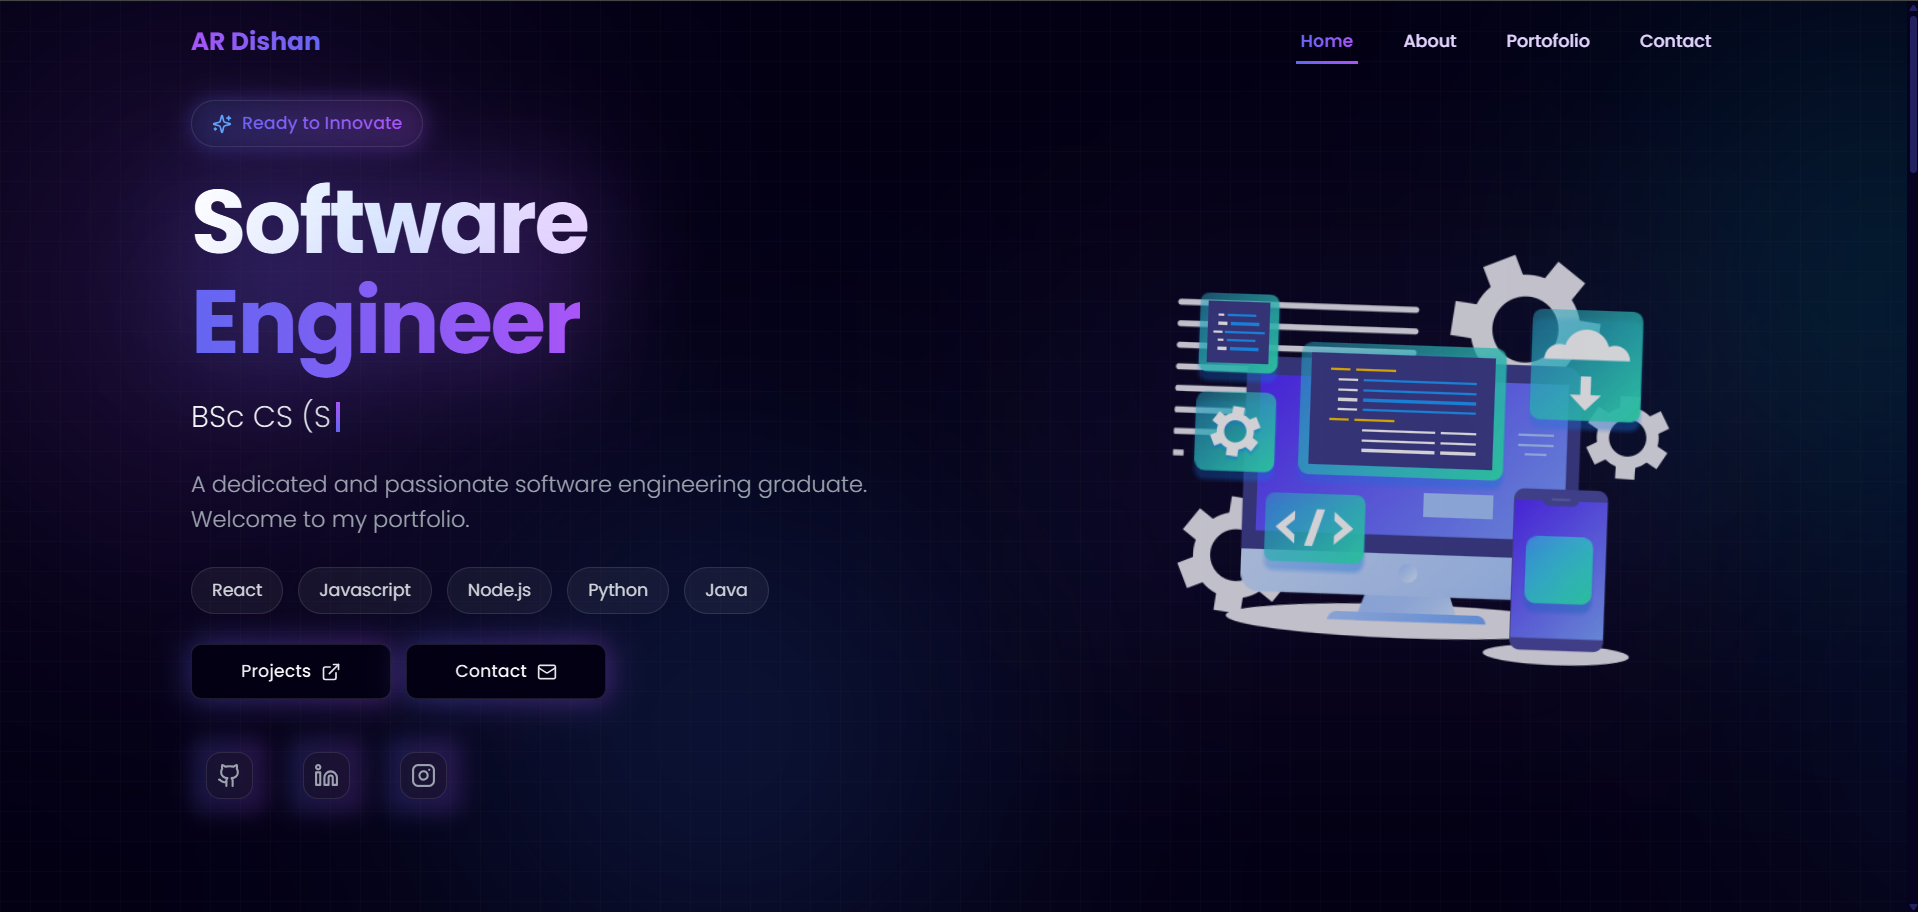 AR Dishan
Home About Portofolio Contact
Ready to Innovate
Software
Engineer
BSc CS (S
A dedicated and passionate software engineering graduate.
Welcome to my portfolio.
React Javascript Node.js Python Java
Projects Contact
in
</>